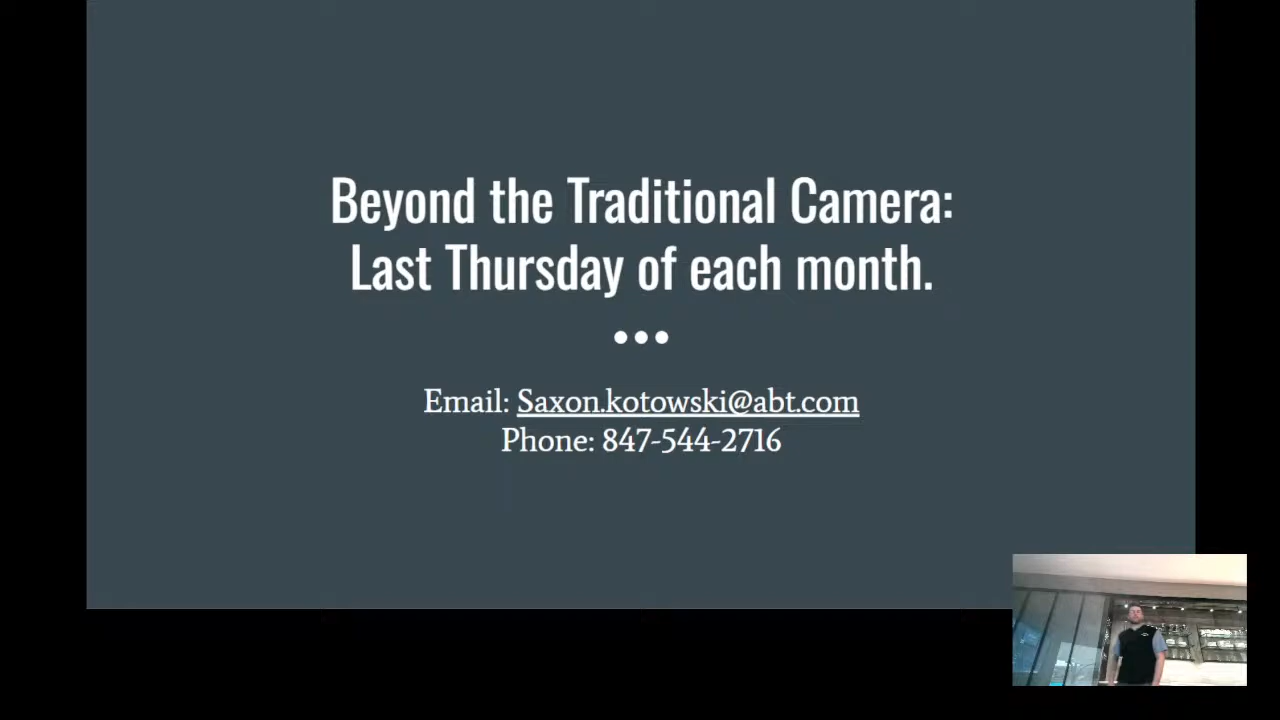 Beyond the Traditional Camera:
Last Thursday of each month.
Email: Saxon.kotowski@abt.com
Phone: 847-544-2716